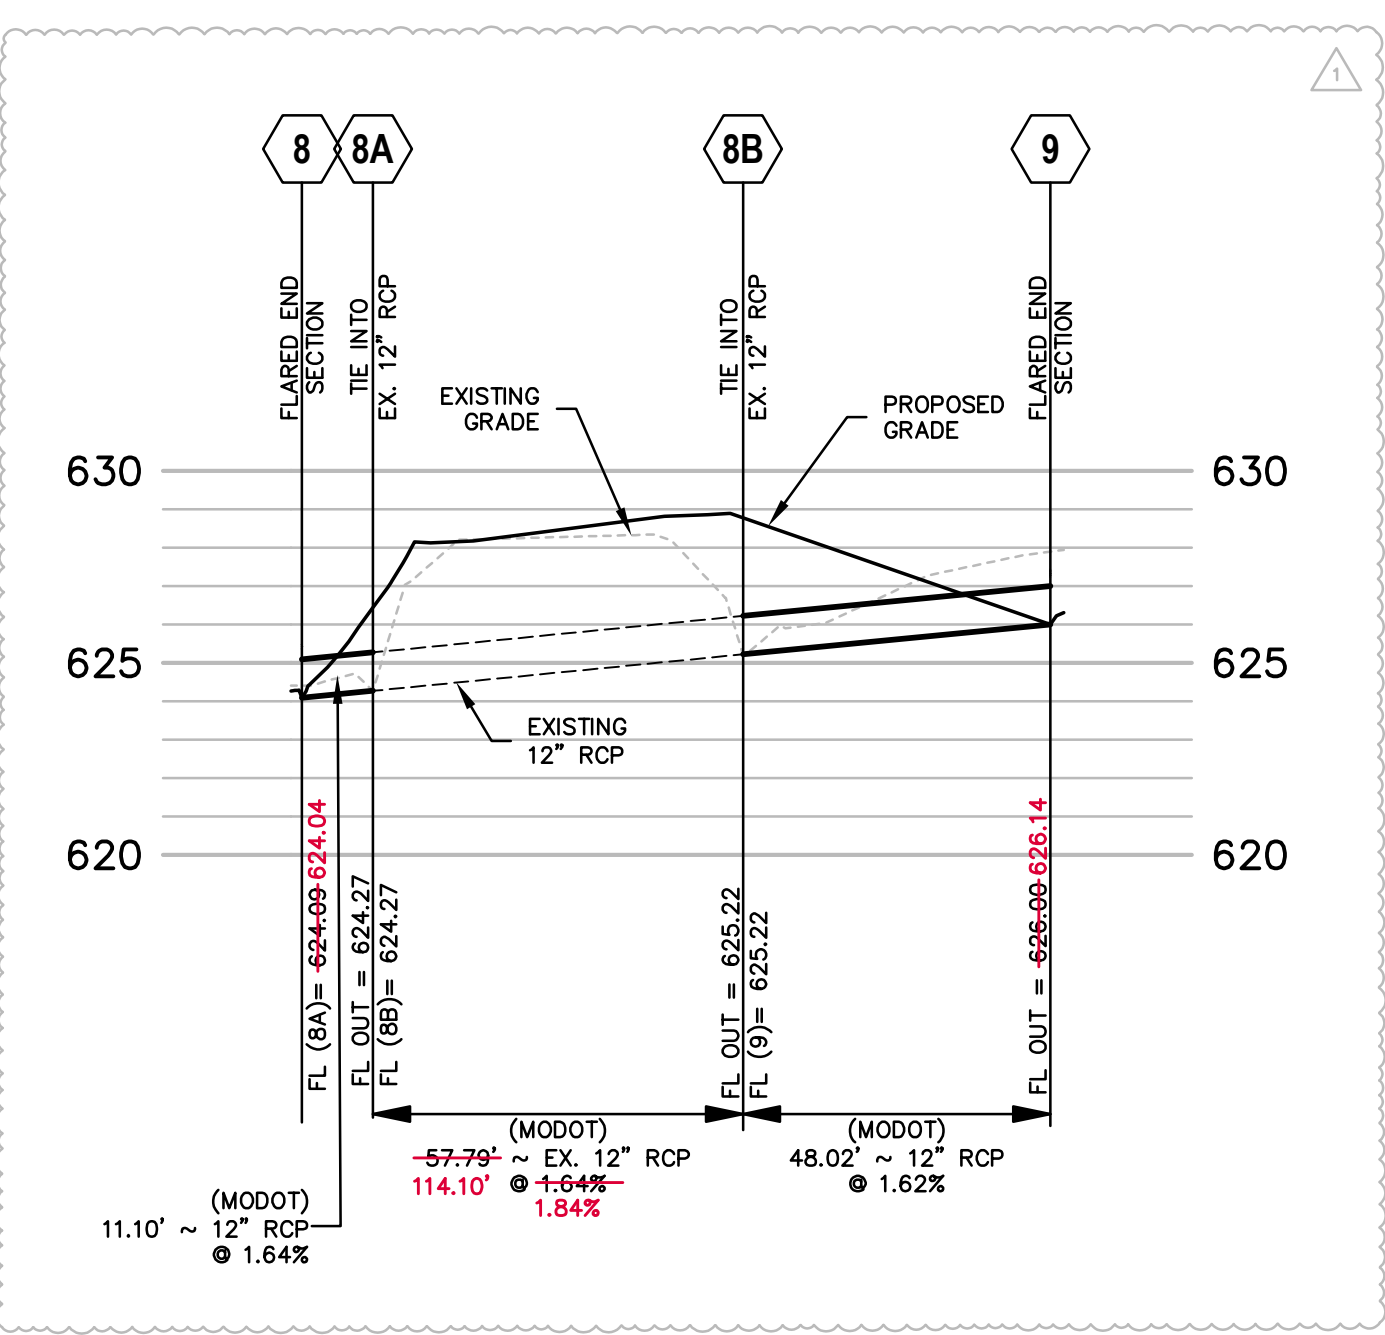 1
8
8A
8B
9
FLARED END
SECTION
TIE INTO
EX. 12" RCP
TIE INTO
EX. 12" RCP
FLARED END
SECTION
EXISTING
GRADE
PROPOSED
GRADE
630
630
625
625
EXISTING
12" RCP
620
620
FL (8A)= 624.09 624.04
FL OUT = 624.27
FL (8B)= 624.27
FL OUT = 625.22
FL (9)= 625.22
FL OUT = 626.00 626.14
(MODOT)
57.79' ~ EX. 12" RCP
114.10' @ 1.64%
1.84%
(MODOT)
48.02' ~ 12" RCP
@ 1.62%
(MODOT)
11.10' ~ 12" RCP
@ 1.64%